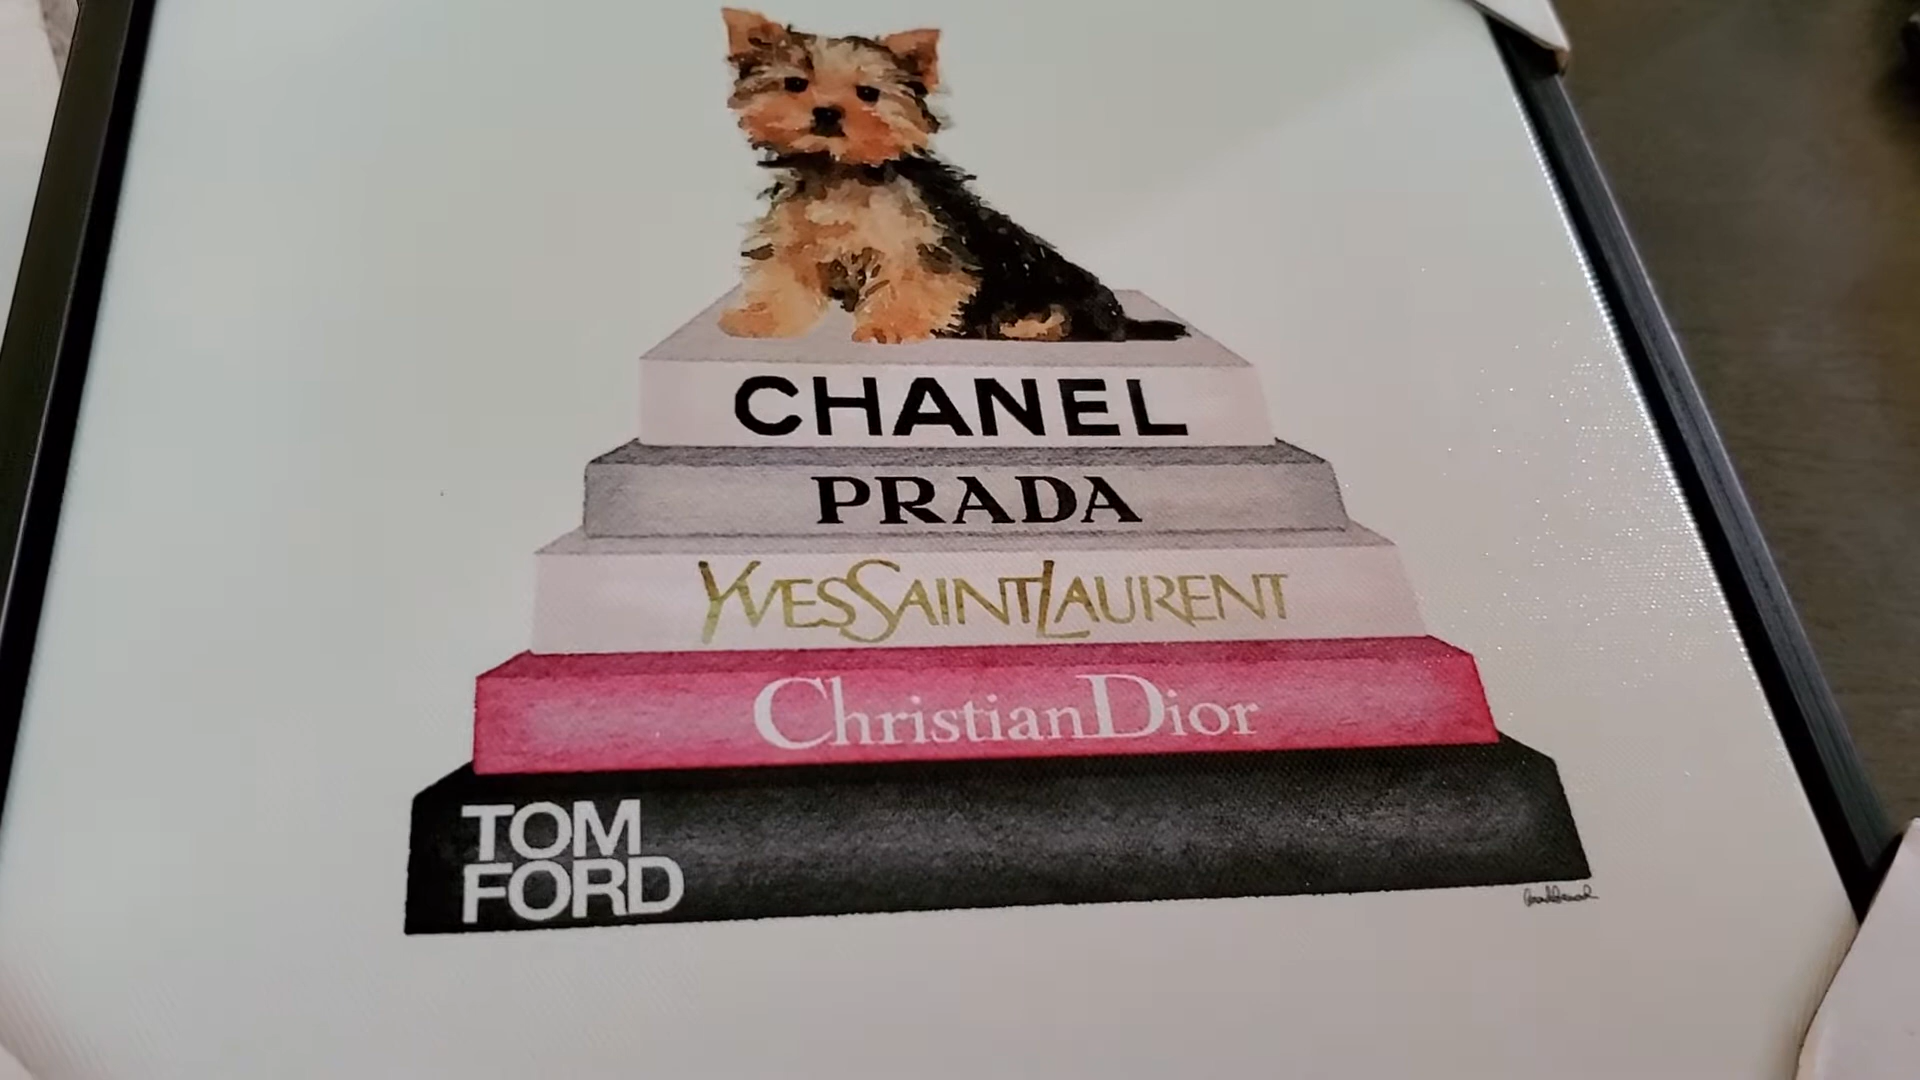 CHANEL
PRADA
YVESSAINTLAURENT
ChristianDior
TOM
FORD